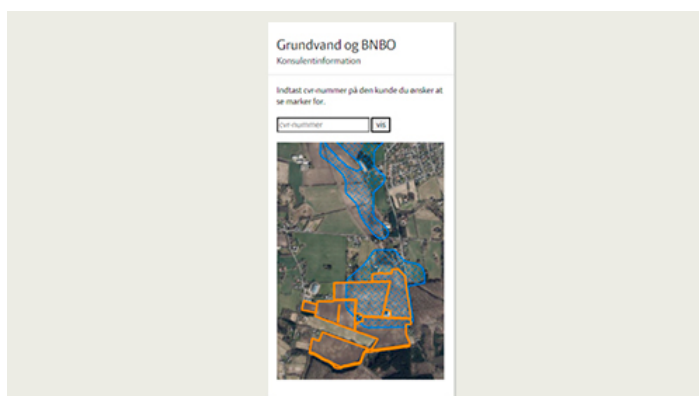 Grundvand og BNBO
Konsulentinformation
Indtast cvr-nummer på den kunde du ønsker at
se marker for.
cvr-nummer vis